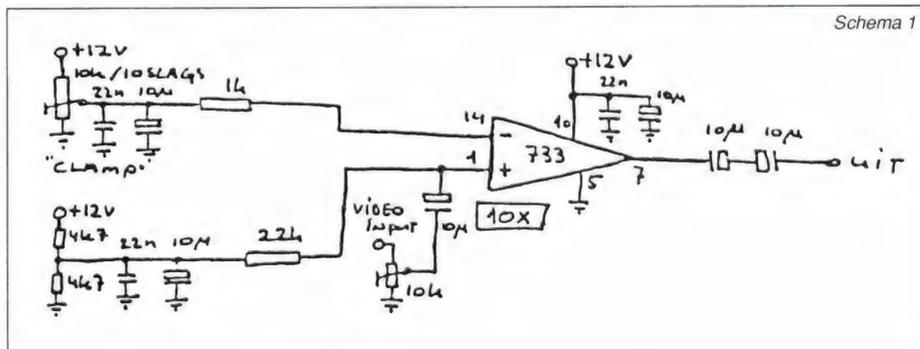 Schema 1
+12V
10k/10SLAGS
22n 10µ
1k
"CLAMP"
14
-
1
+
733
10
5
7
10X
+12V
22n
10µ
10µ 10µ
UIT
+12V
4k7
4k7
22n 10µ
22k
VIDEO
INPUT
10µ
10k